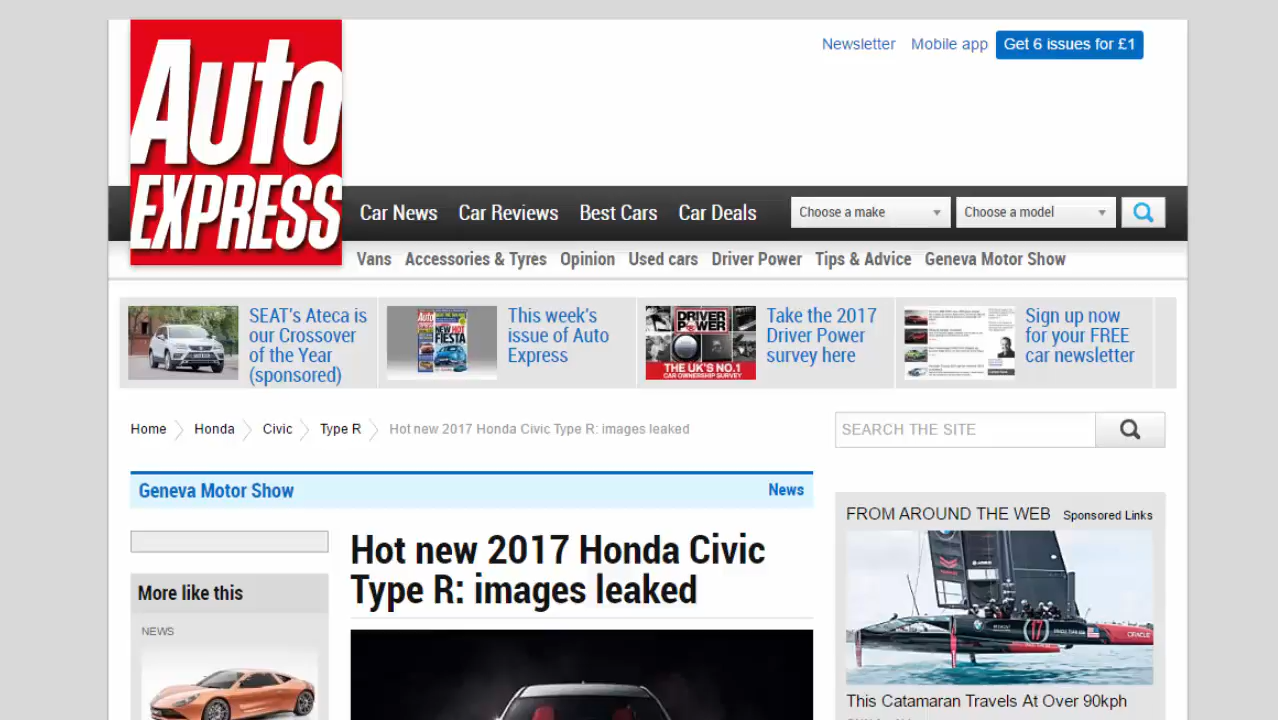 Newsletter Mobile app Get 6 issues for £1
Auto
EXPRESS
Car News Car Reviews Best Cars Car Deals Choose a make Choose a model
Vans Accessories & Tyres Opinion Used cars Driver Power Tips & Advice Geneva Motor Show
SEAT's Ateca is
our Crossover
of the Year
(sponsored)
This week's
issue of Auto
Express
DRIVER
POWER
THE UK'S NO.1
CAR OWNERSHIP SURVEY
Take the 2017
Driver Power
survey here
Sign up now
for your FREE
car newsletter
Home Honda Civic Type R Hot new 2017 Honda Civic Type R: images leaked
SEARCH THE SITE
Geneva Motor Show News
FROM AROUND THE WEB Sponsored Links
Hot new 2017 Honda Civic
Type R: images leaked
More like this
NEWS
17
ORACLE
This Catamaran Travels At Over 90kph